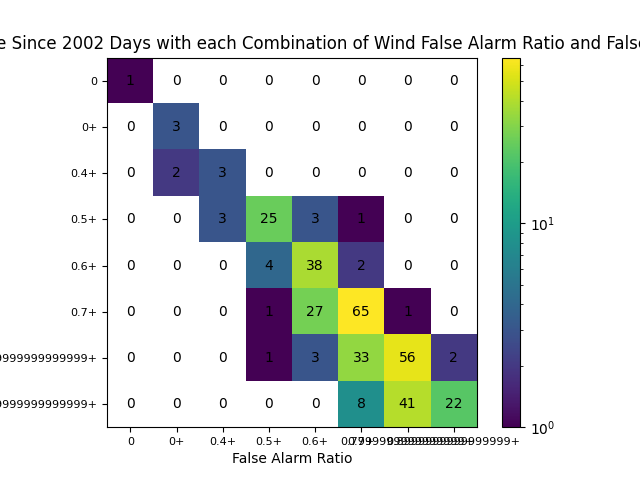 e Since 2002 Days with each Combination of Wind False Alarm Ratio and False
0 1 0 0 0 0 0 0 0
0+ 0 3 0 0 0 0 0 0
0.4+ 0 2 3 0 0 0 0 0
0.5+ 0 0 3 25 3 1 0 0
0.6+ 0 0 0 4 38 2 0 0
0.7+ 0 0 0 1 27 65 1 0
9999999999999+ 0 0 0 1 3 33 56 2
9999999999999+ 0 0 0 0 0 8 41 22
0 0+ 0.4+ 0.5+ 0.6+
False Alarm Ratio
10¹
10⁰